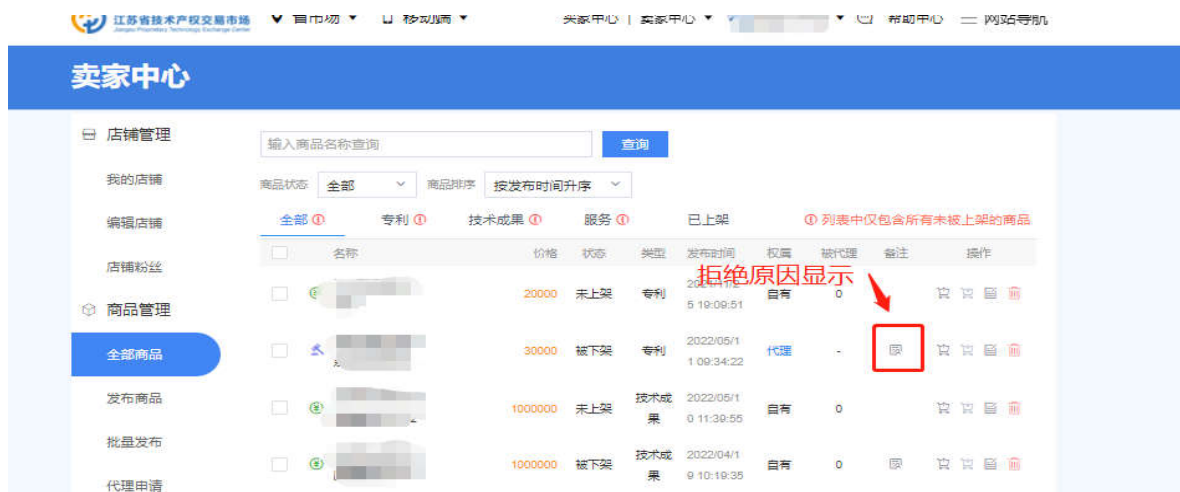 江苏省技术产权交易市场
Jiangsu Proprietary Technology Exchange Center
省市场 移动端 买家中心 | 卖家中心 帮助中心 网站导航
卖家中心
店铺管理
我的店铺
编辑店铺
店铺粉丝
商品管理
全部商品
发布商品
批量发布
代理申请
输入商品名称查询 查询
商品状态 全部 商品排序 按发布时间升序
全部 专利 技术成果 服务 已上架 列表中仅包含所有未被上架的商品
名称 价格 状态 类型 发布时间 权属 被代理 备注 操作
拒绝原因显示
20000 未上架 专利 自有 0
5 19:09:51
30000 被下架 专利 2022/05/1 代理 -
1 09:34:22
1000000 未上架 技术成果 2022/05/1 自有 0
0 11:39:55
1000000 被下架 技术成果 2022/04/1 自有 0
9 10:19:35